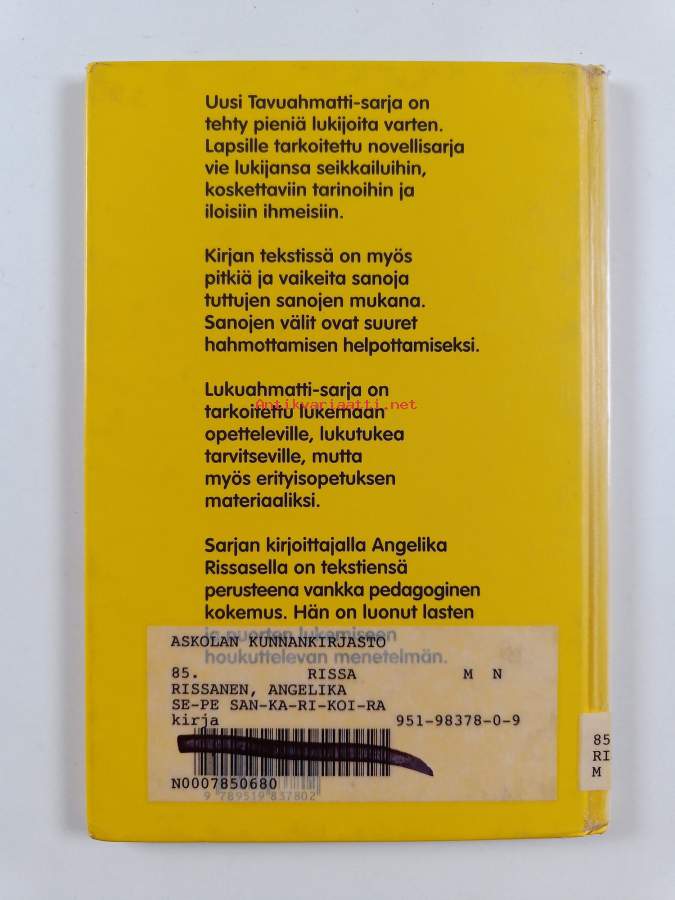 Uusi Tavuahmatti-sarja on
tehty pieniä lukijoita varten.
Lapsille tarkoitettu novellisarja
vie lukijansa seikkailuihin,
koskettaviin tarinoihin ja
iloisiin ihmeisiin.
Kirjan tekstissä on myös
pitkiä ja vaikeita sanoja
tuttujen sanojen mukana.
Sanojen välit ovat suuret
hahmottamisen helpottamiseksi.
Lukuahmatti-sarja on
Antikvariaatti.net
tarkoitettu lukemaan
opetteleville, lukutukea
tarvitseville, mutta
myös erityisopetuksen
materiaaliksi.
Sarjan kirjoittajalla Angelika
Rissasella on tekstiensä
perusteena vankka pedagoginen
kokemus. Hän on luonut lasten
ja nuorten lukemiseen
houkuttelevan menetelmän.
ASKOLAN KUNNANKIRJASTO
85. RISSA M N
RISSANEN, ANGELIKA
SE-PE SAN-KA-RI-KOI-RA
kirja 951-98378-0-9
N0007850680
9 789519 837802
85
RI
M